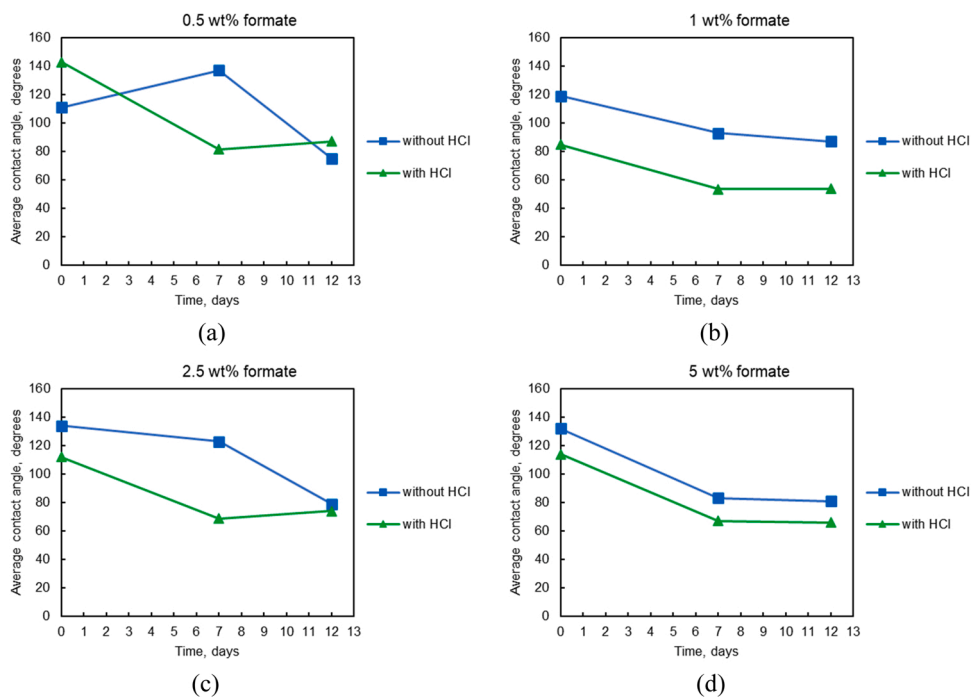 0.5 wt% formate
160
140
120
100
80
60
40
20
0
Average contact angle, degrees
without HCl
with HCl
0 1 2 3 4 5 6 7 8 9 10 11 12 13
Time, days
(a)
1 wt% formate
160
140
120
100
80
60
40
20
0
Average contact angle, degrees
without HCl
with HCl
0 1 2 3 4 5 6 7 8 9 10 11 12 13
Time, days
(b)
2.5 wt% formate
160
140
120
100
80
60
40
20
0
Average contact angle, degrees
without HCl
with HCl
0 1 2 3 4 5 6 7 8 9 10 11 12 13
Time, days
(c)
5 wt% formate
160
140
120
100
80
60
40
20
0
Average contact angle, degrees
without HCl
with HCl
0 1 2 3 4 5 6 7 8 9 10 11 12 13
Time, days
(d)